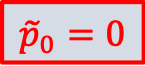 p̃₀ = 0